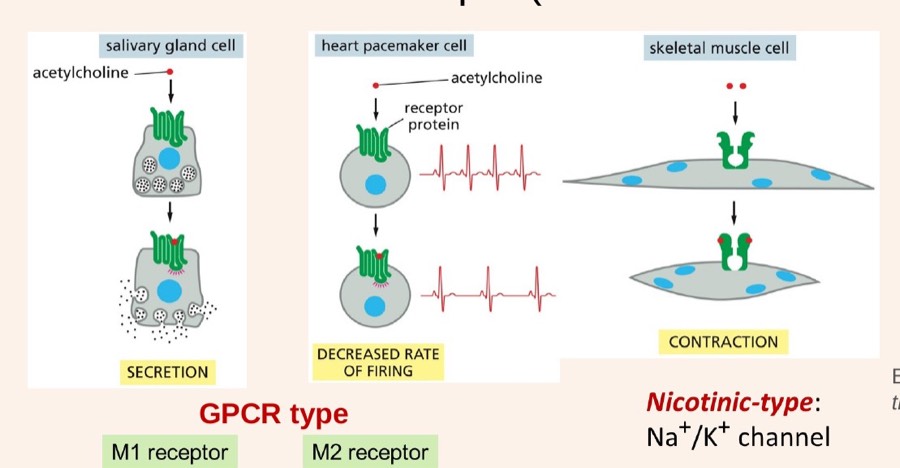 salivary gland cell
acetylcholine
SECRETION
heart pacemaker cell
acetylcholine
receptor
protein
DECREASED RATE
OF FIRING
skeletal muscle cell
CONTRACTION
GPCR type
M1 receptor
M2 receptor
Nicotinic-type:
Na⁺/K⁺ channel